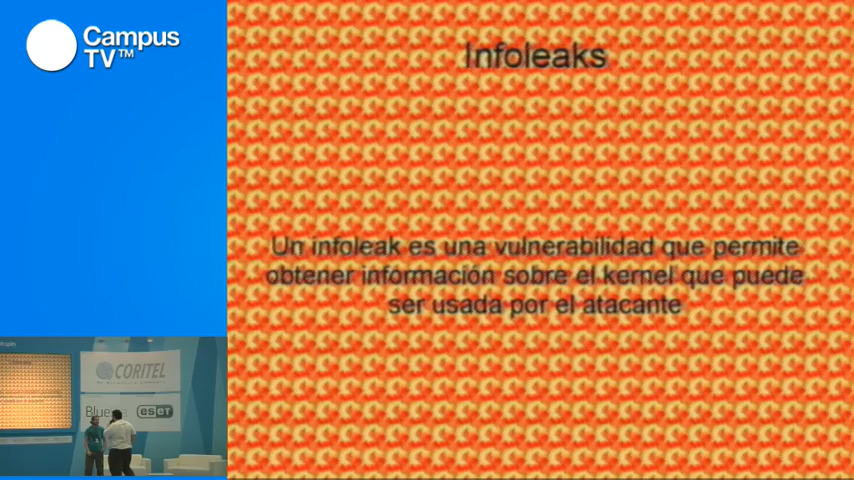 Campus
TV™
Infoleaks
Un infoleak es una vulnerabilidad que permite
obtener información sobre el kernel que puede
ser usada por el atacante
CORITEL
Blue
eseT